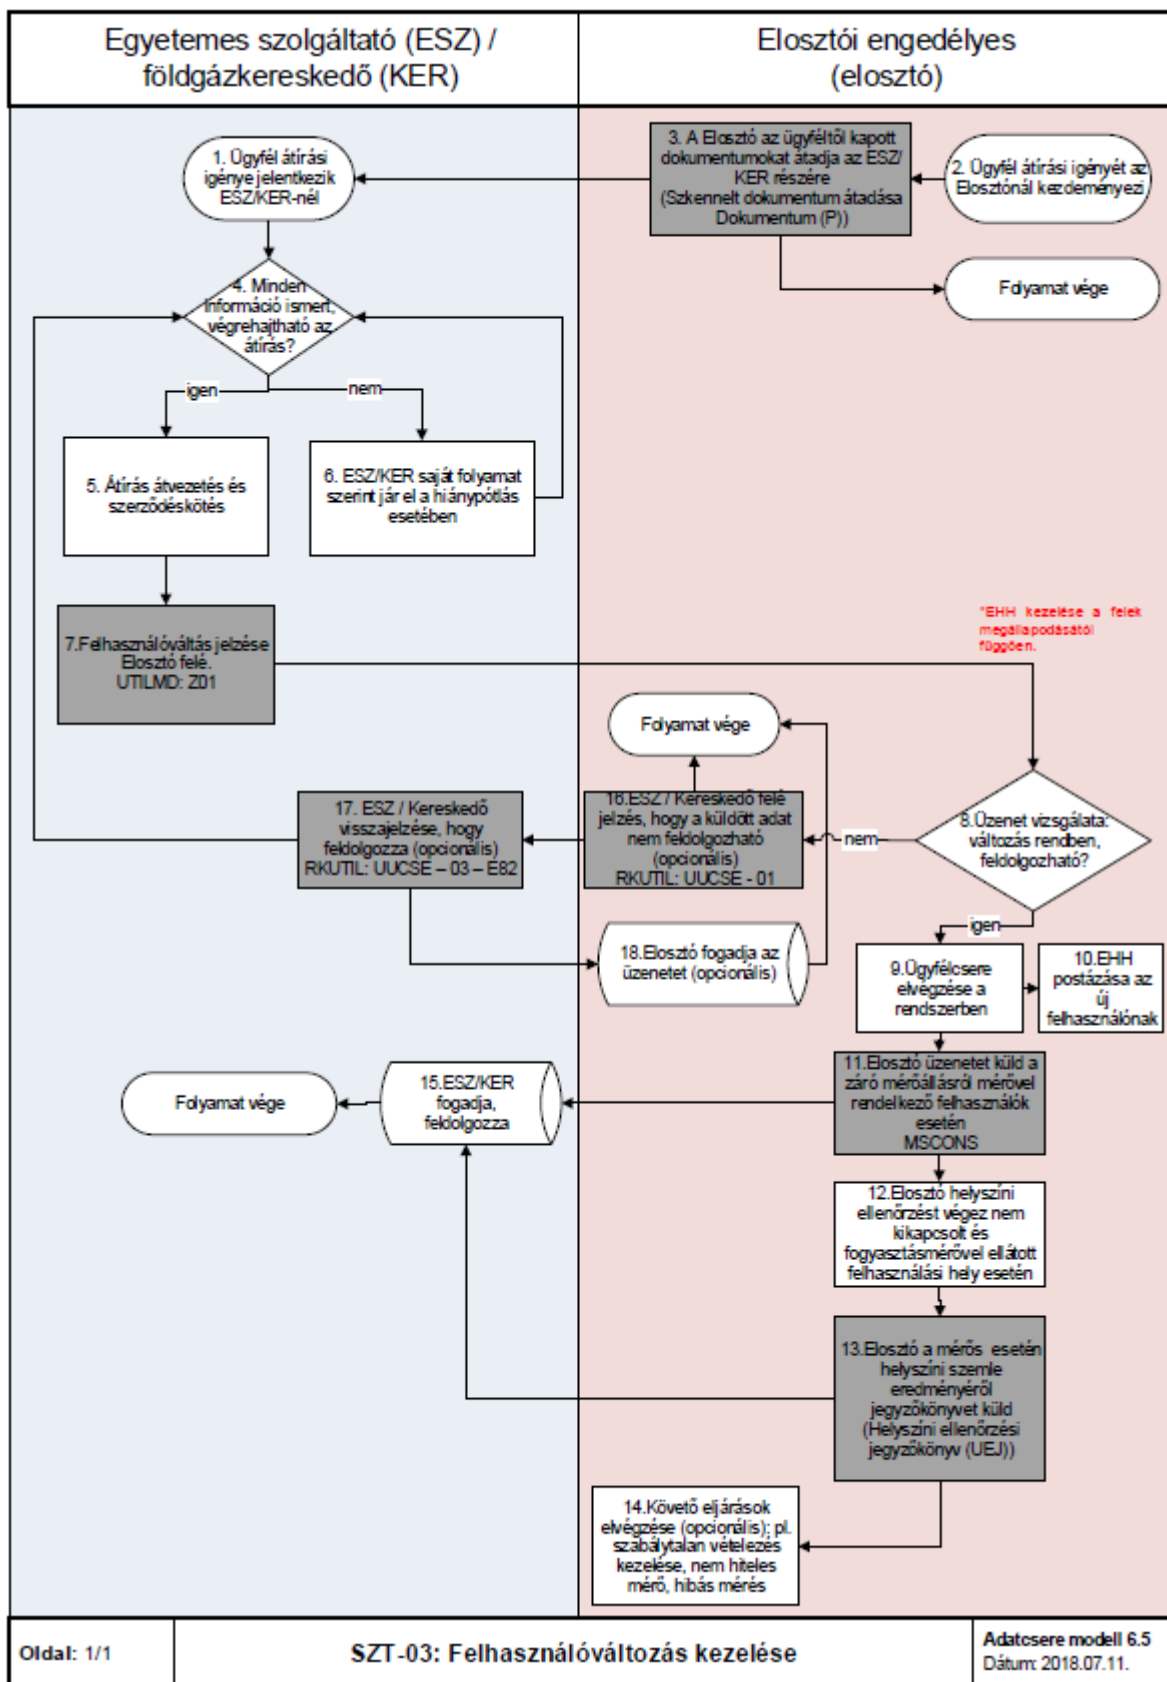 Egyetemes szolgáltató (ESZ) /
földgázkereskedő (KER)
Elosztói engedélyes
(elosztó)
1. Ügyfél átírási
igénye jelentkezik
ESZ/KER-nél
3. A Elosztó az ügyféltől kapott
dokumentumokat átadja az ESZ/
KER részére
(Szkennelt dokumentum átadása
Dokumentum (P))
2. Ügyfél átírási igényét az
Elosztónál kezdeményezi
Folyamat vége
4. Minden
információ ismert,
végrehajtható az
átírás?
igen
nem
5. Átírás átvezetés és
szerződéskötés
6. ESZ/KER saját folyamat
szerint jár el a hiánypótlás
esetében
7.Felhasználóváltás jelzése
Elosztó felé.
UTILMD: Z01
*EHH kezelése a felek
megállapodásától
függően.
Folyamat vége
17. ESZ / Kereskedő
visszajelzése, hogy
feldolgozza (opcionális)
RKUTIL: UUCSE – 03 – E82
16.ESZ / Kereskedő felé
jelzés, hogy a küldött adat
nem feldolgozható
(opcionális)
RKUTIL: UUCSE - 01
nem
8.Üzenet vizsgálata:
változás rendben,
feldolgozható?
igen
18.Elosztó fogadja az
üzenetet (opcionális)
9.Ügyfélcsere
elvégzése a
rendszerben
10.EHH
postázása az
új
felhasználónak
Folyamat vége
15.ESZ/KER
fogadja,
feldolgozza
11.Elosztó üzenetet küld a
záró mérőállásról mérővel
rendelkező felhasználók
esetén
MSCONS
12.Elosztó helyszíni
ellenőrzést végez nem
kikapcsolt és
fogyasztásmérővel ellátott
felhasználási hely esetén
13.Elosztó a mérős esetén
helyszíni szemle
eredményéről
jegyzőkönyvet küld
(Helyszíni ellenőrzési
jegyzőkönyv (UEJ))
14.Követő eljárások
elvégzése (opcionális); pl.
szabálytalan vételezés
kezelése, nem hiteles
mérő, hibás mérés
Oldal: 1/1
SZT-03: Felhasználóváltozás kezelése
Adatcsere modell 6.5
Dátum: 2018.07.11.